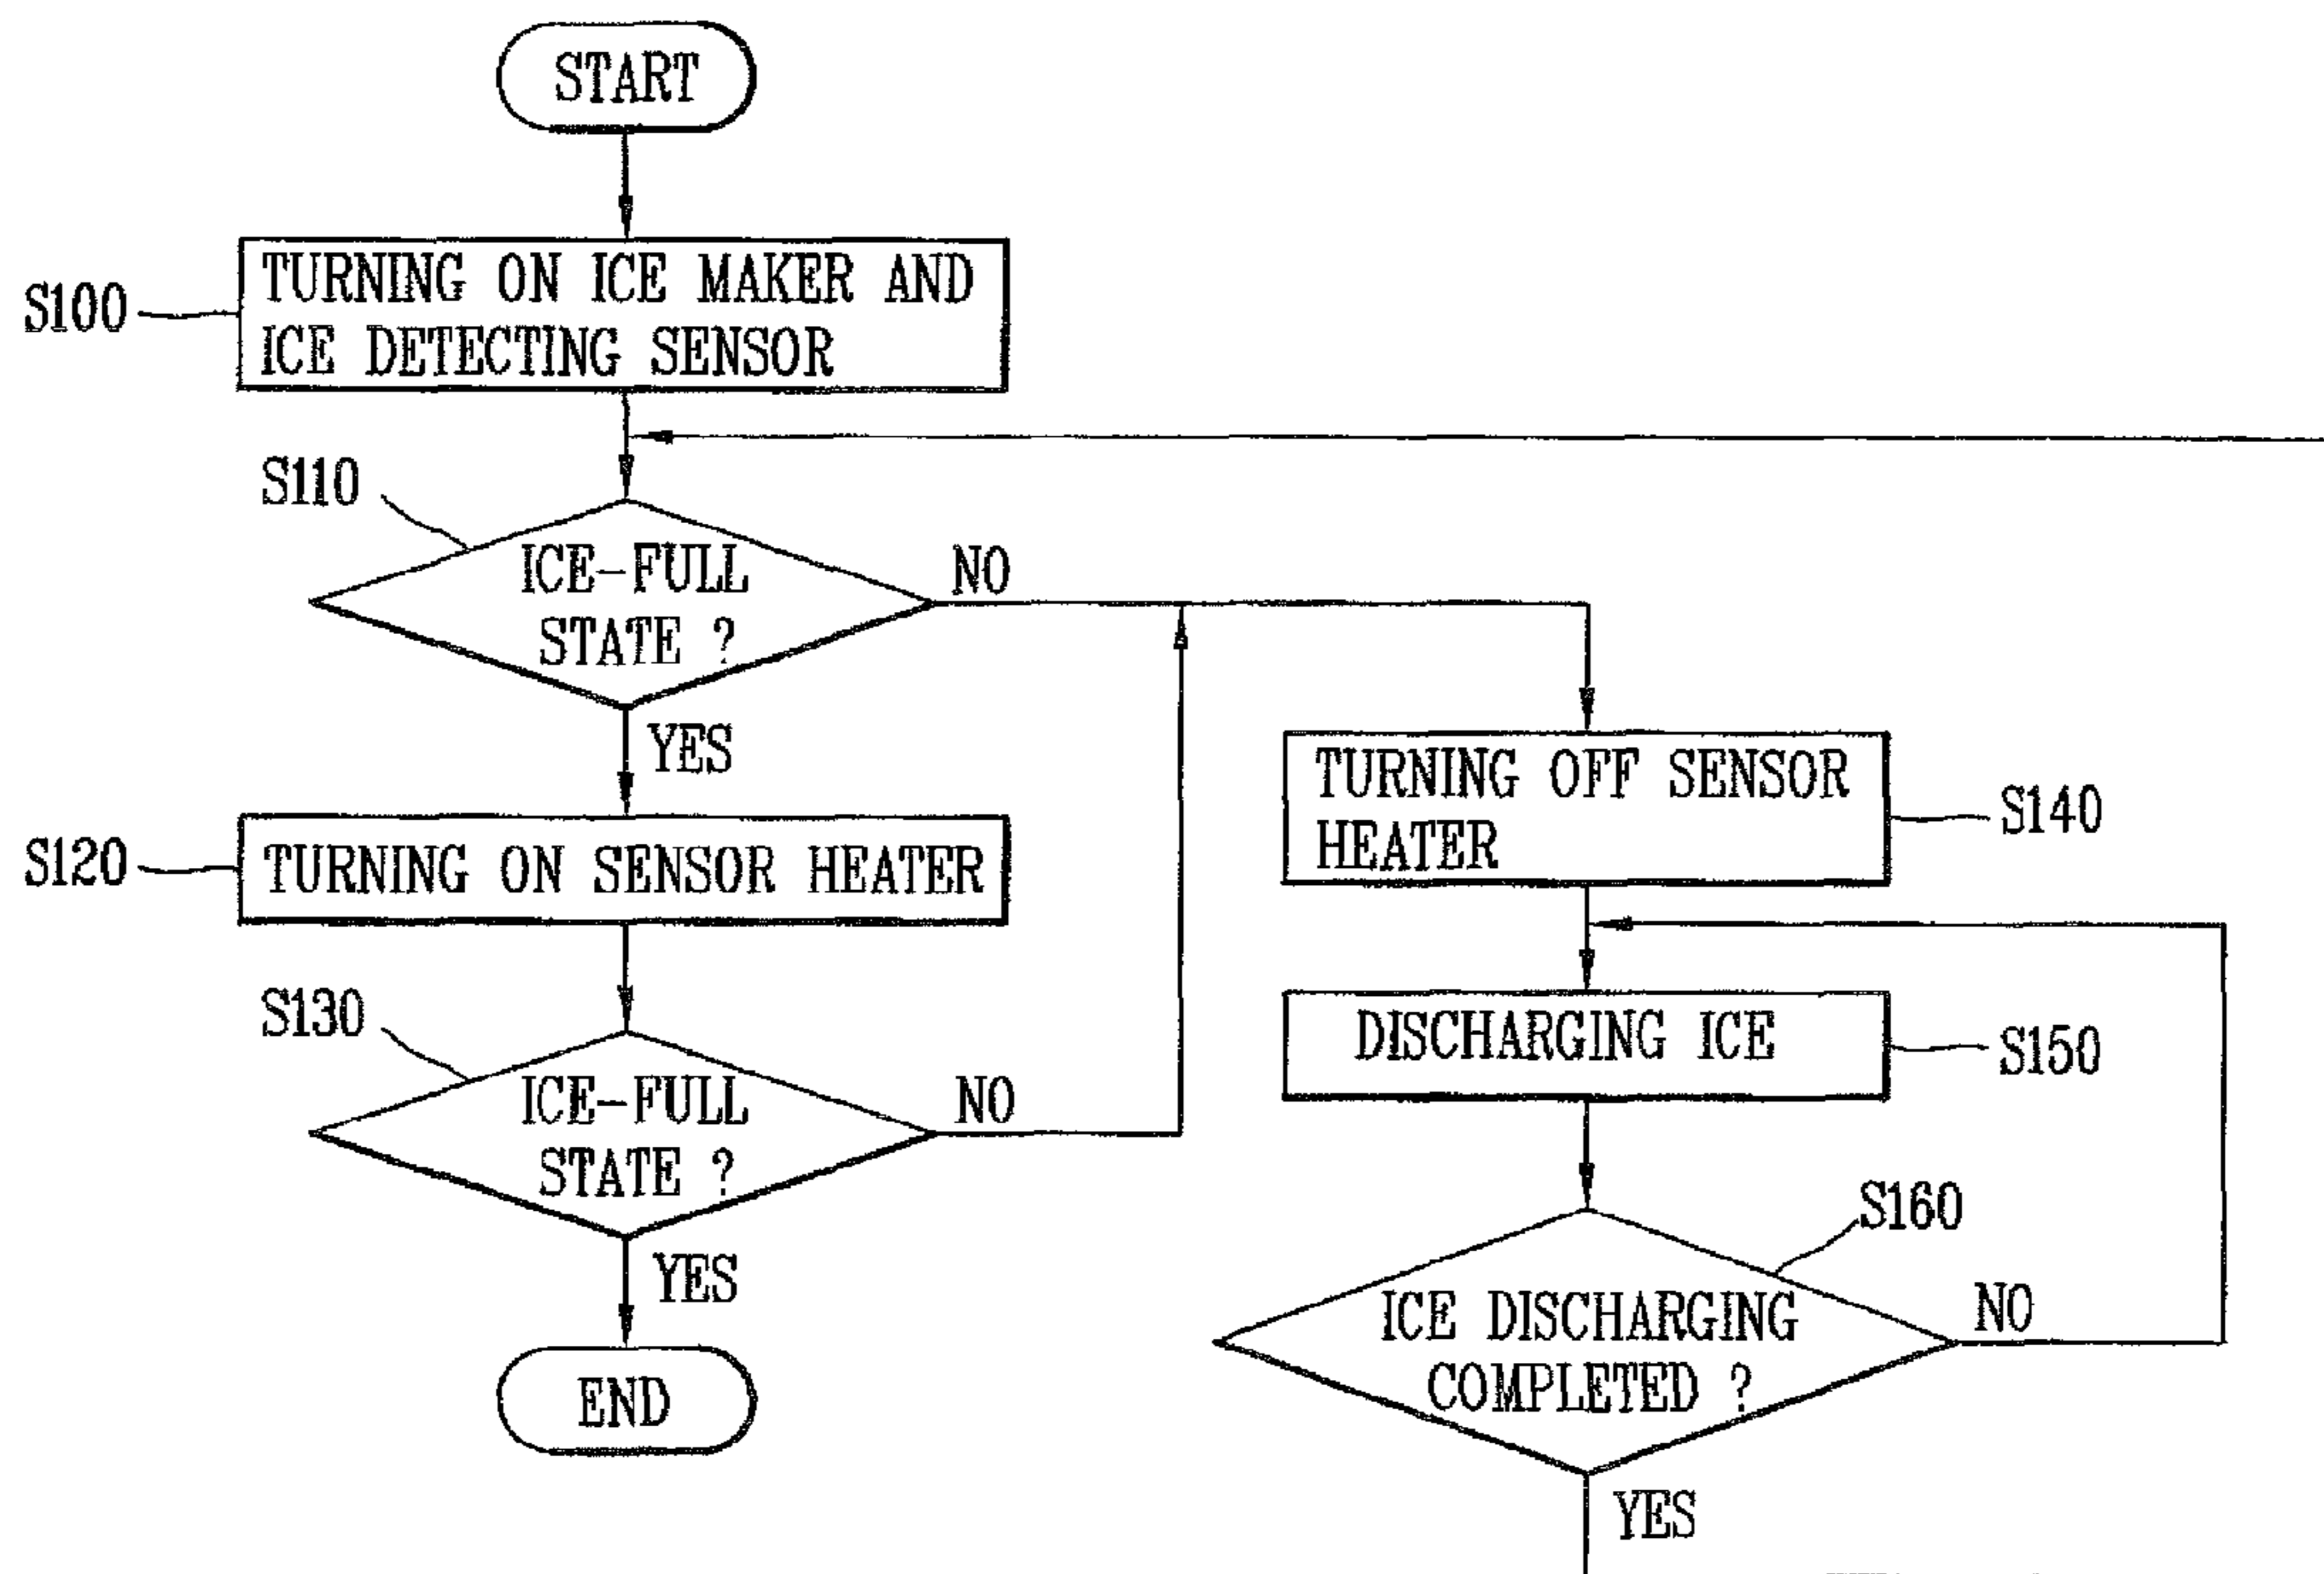 START
S100
TURNING ON ICE MAKER AND
ICE DETECTING SENSOR
S110
ICE-FULL
STATE ?
NO
YES
S120
TURNING ON SENSOR HEATER
S130
ICE-FULL
STATE ?
NO
YES
END
TURNING OFF SENSOR
HEATER
S140
DISCHARGING ICE
S150
S160
ICE DISCHARGING
COMPLETED ?
NO
YES